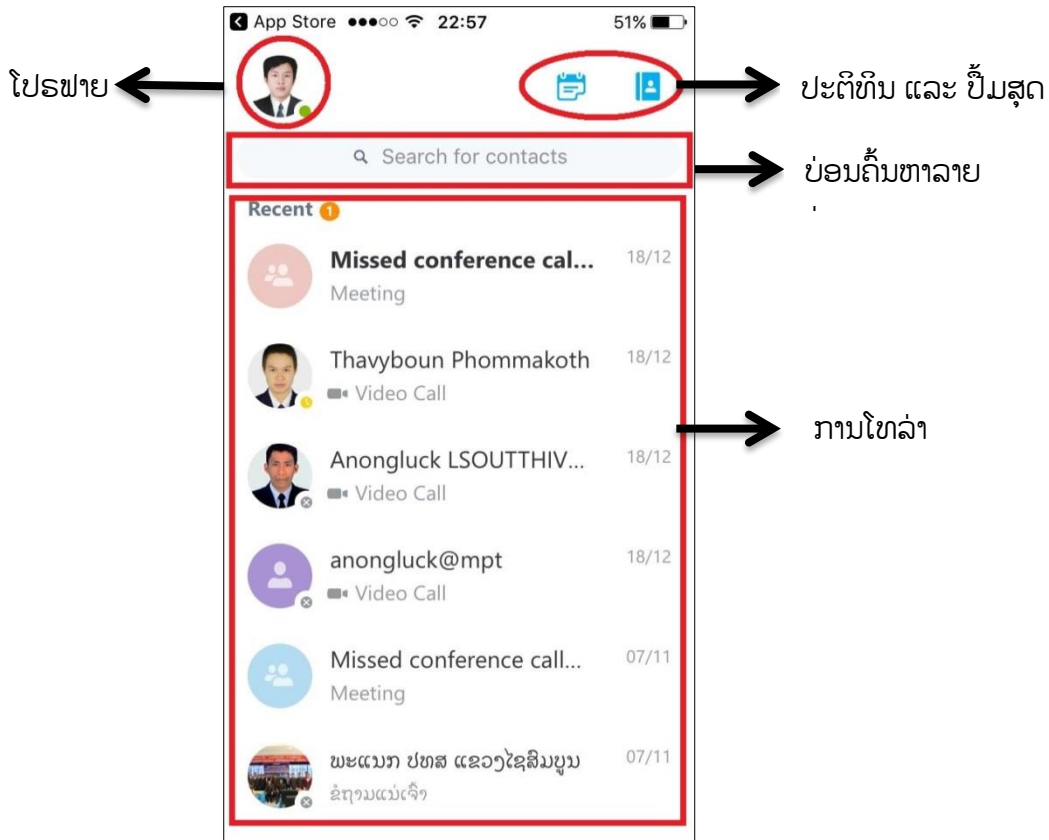 App Store 22:57 51%
ໂປຣຟາຍ
ປະຕິທິນ ແລະ ປຶ້ມສຸດ
Search for contacts
ບ່ອນຄົ້ນຫາລາຍ
Recent 1
Missed conference cal... 18/12
Meeting
Thavyboun Phommakoth 18/12
Video Call
Anongluck LSOUTTHIV... 18/12
Video Call
ການໂທລ່າ
anongluck@mpt 18/12
Video Call
Missed conference call... 07/11
Meeting
ພະແນກ ປທສ ແຂວງໄຊສົມບູນ 07/11
ຂໍຖາມແນ່ເຈົ້າ